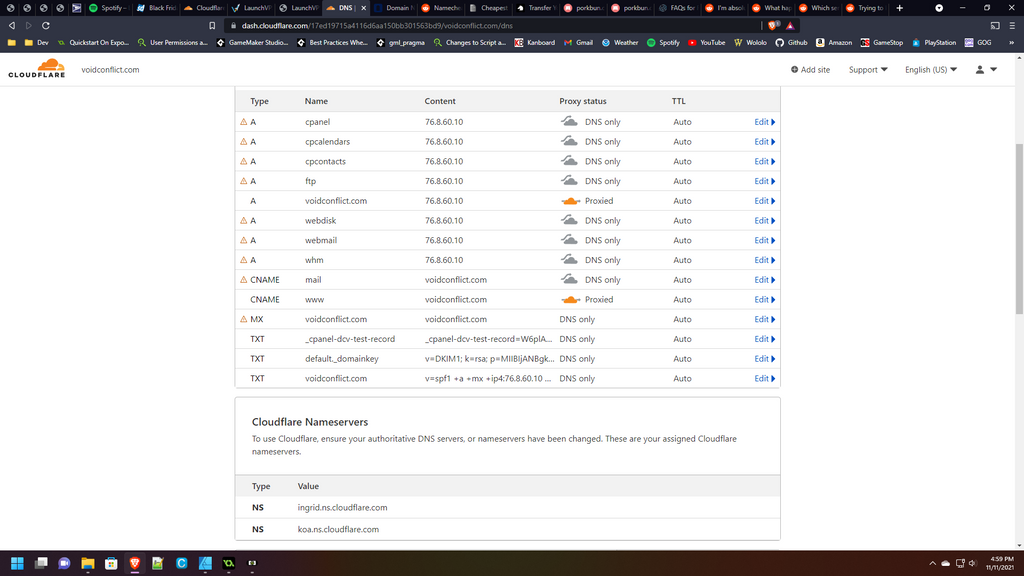 Spotify –
Black Frid
Cloudflar
LaunchVP
LaunchVP
DNS |
Domain N
Namecheap
Cheapest
Transfer
porkbun.
porkbun.
FAQs for
I'm absol
What hap
Which se
Trying to
dash.cloudflare.com/17ed19715a4116d6aa150bb301563bd9/voidconflict.com/dns
Dev
Quickstart On Expo...
User Permissions a...
GameMaker Studio...
Best Practices Whe...
gml_pragma
Changes to Script a...
Kanboard
Gmail
Weather
Spotify
YouTube
Wololo
Github
Amazon
GameStop
PlayStation
GOG
»
CLOUDFLARE
voidconflict.com
Add site
Support
English (US)
Type Name Content Proxy status TTL
A cpanel 76.8.60.10 DNS only Auto Edit
A cpcalendars 76.8.60.10 DNS only Auto Edit
A cpcontacts 76.8.60.10 DNS only Auto Edit
A ftp 76.8.60.10 DNS only Auto Edit
A voidconflict.com 76.8.60.10 Proxied Auto Edit
A webdisk 76.8.60.10 DNS only Auto Edit
A webmail 76.8.60.10 DNS only Auto Edit
A whm 76.8.60.10 DNS only Auto Edit
CNAME mail voidconflict.com DNS only Auto Edit
CNAME www voidconflict.com Proxied Auto Edit
MX voidconflict.com voidconflict.com DNS only Auto Edit
TXT _cpanel-dcv-test-record _cpanel-dcv-test-record=W6plA... DNS only Auto Edit
TXT default._domainkey v=DKIM1; k=rsa; p=MIIBIjANBgk... DNS only Auto Edit
TXT voidconflict.com v=spf1 +a +mx +ip4:76.8.60.10 ... DNS only Auto Edit
Cloudflare Nameservers
To use Cloudflare, ensure your authoritative DNS servers, or nameservers have been changed. These are your assigned Cloudflare
nameservers.
Type Value
NS ingrid.ns.cloudflare.com
NS koa.ns.cloudflare.com
4:59 PM
11/11/2021